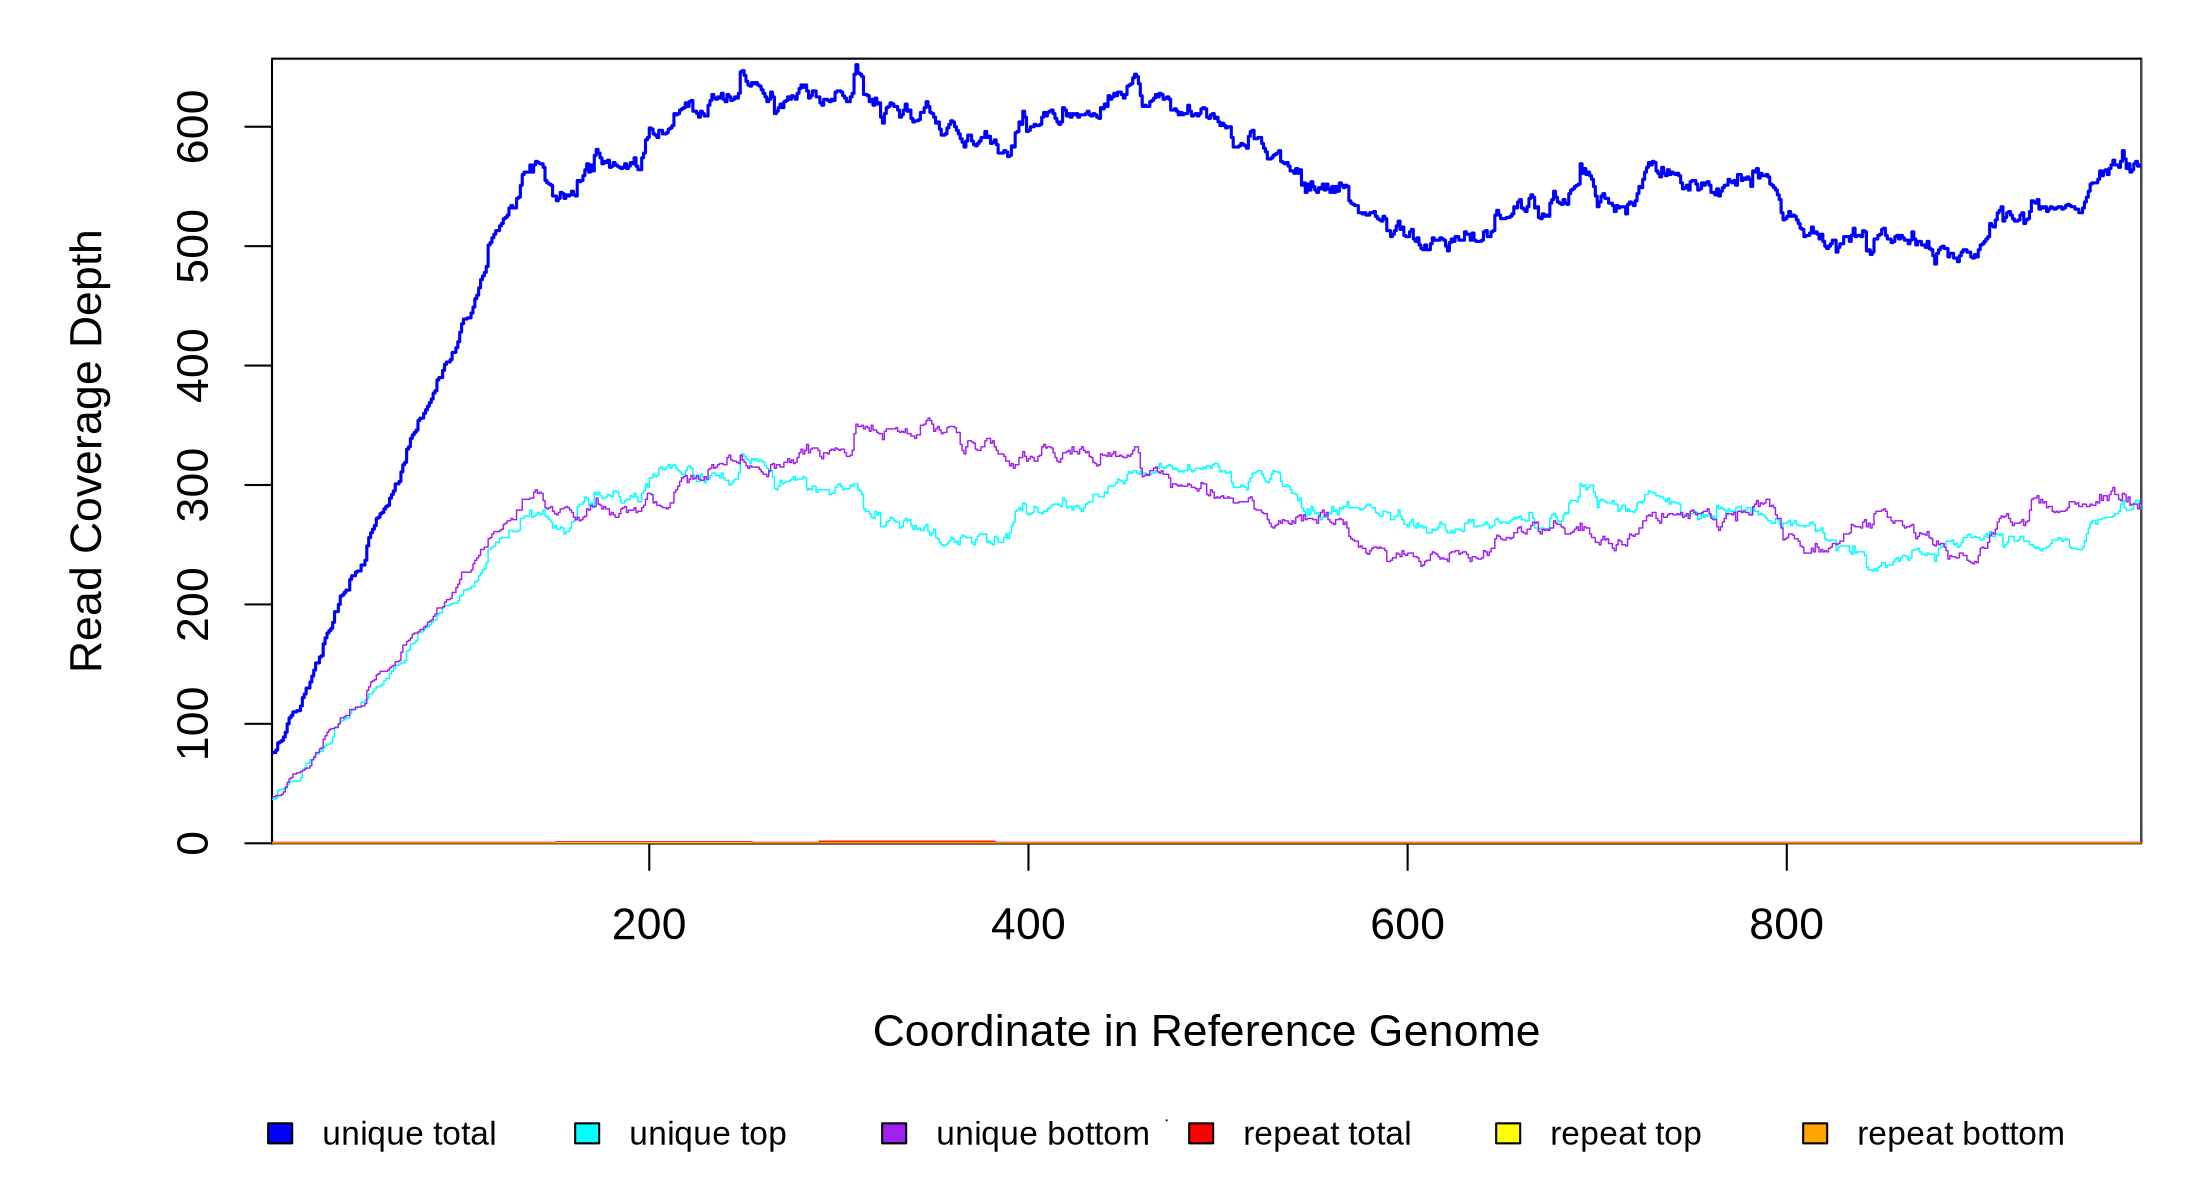 Read Coverage Depth
600
500
400
300
200
100
0
200 400 600 800
Coordinate in Reference Genome
unique total unique top unique bottom repeat total repeat top repeat bottom